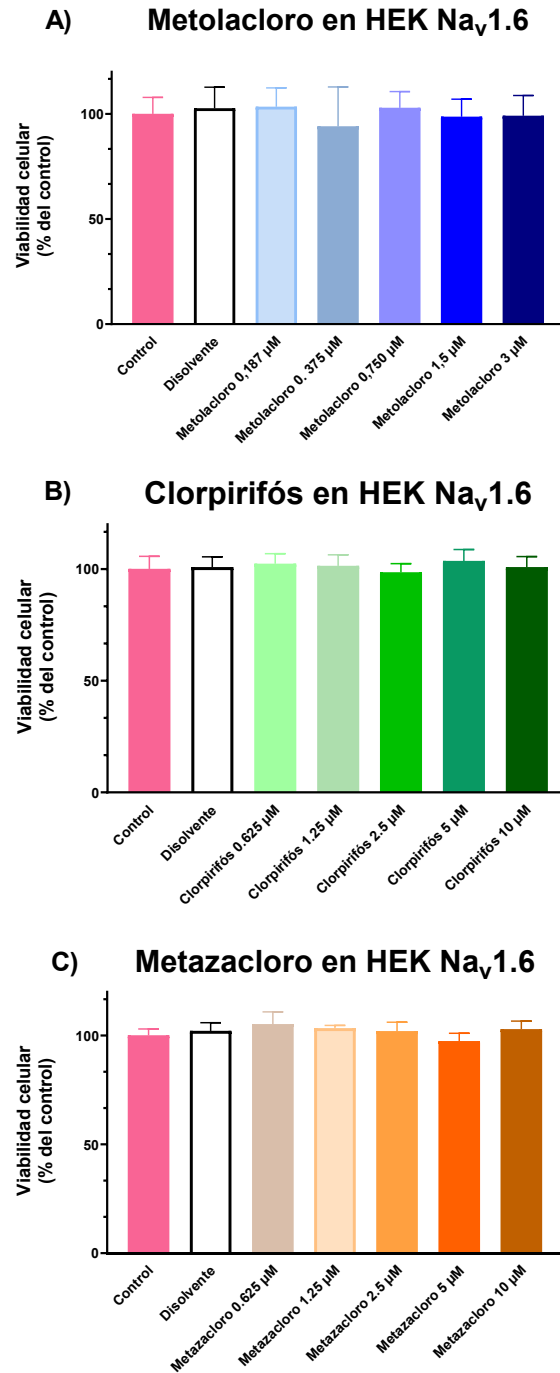 A) Metolacloro en HEK Nav1.6
Viabilidad celular
(% del control)
100
50
0
Control
Disolvente
Metolacloro 0,187 µM
Metolacloro 0. 375 µM
Metolacloro 0,750 µM
Metolacloro 1,5 µM
Metolacloro 3 µM
B) Clorpirifós en HEK Nav1.6
Viabilidad celular
(% del control)
100
50
0
Control
Disolvente
Clorpirifós 0.625 µM
Clorpirifós 1.25 µM
Clorpirifós 2.5 µM
Clorpirifós 5 µM
Clorpirifós 10 µM
C) Metazacloro en HEK Nav1.6
Viabilidad celular
(% del control)
100
50
0
Control
Disolvente
Metazacloro 0.625 µM
Metazacloro 1.25 µM
Metazacloro 2.5 µM
Metazacloro 5 µM
Metazacloro 10 µM